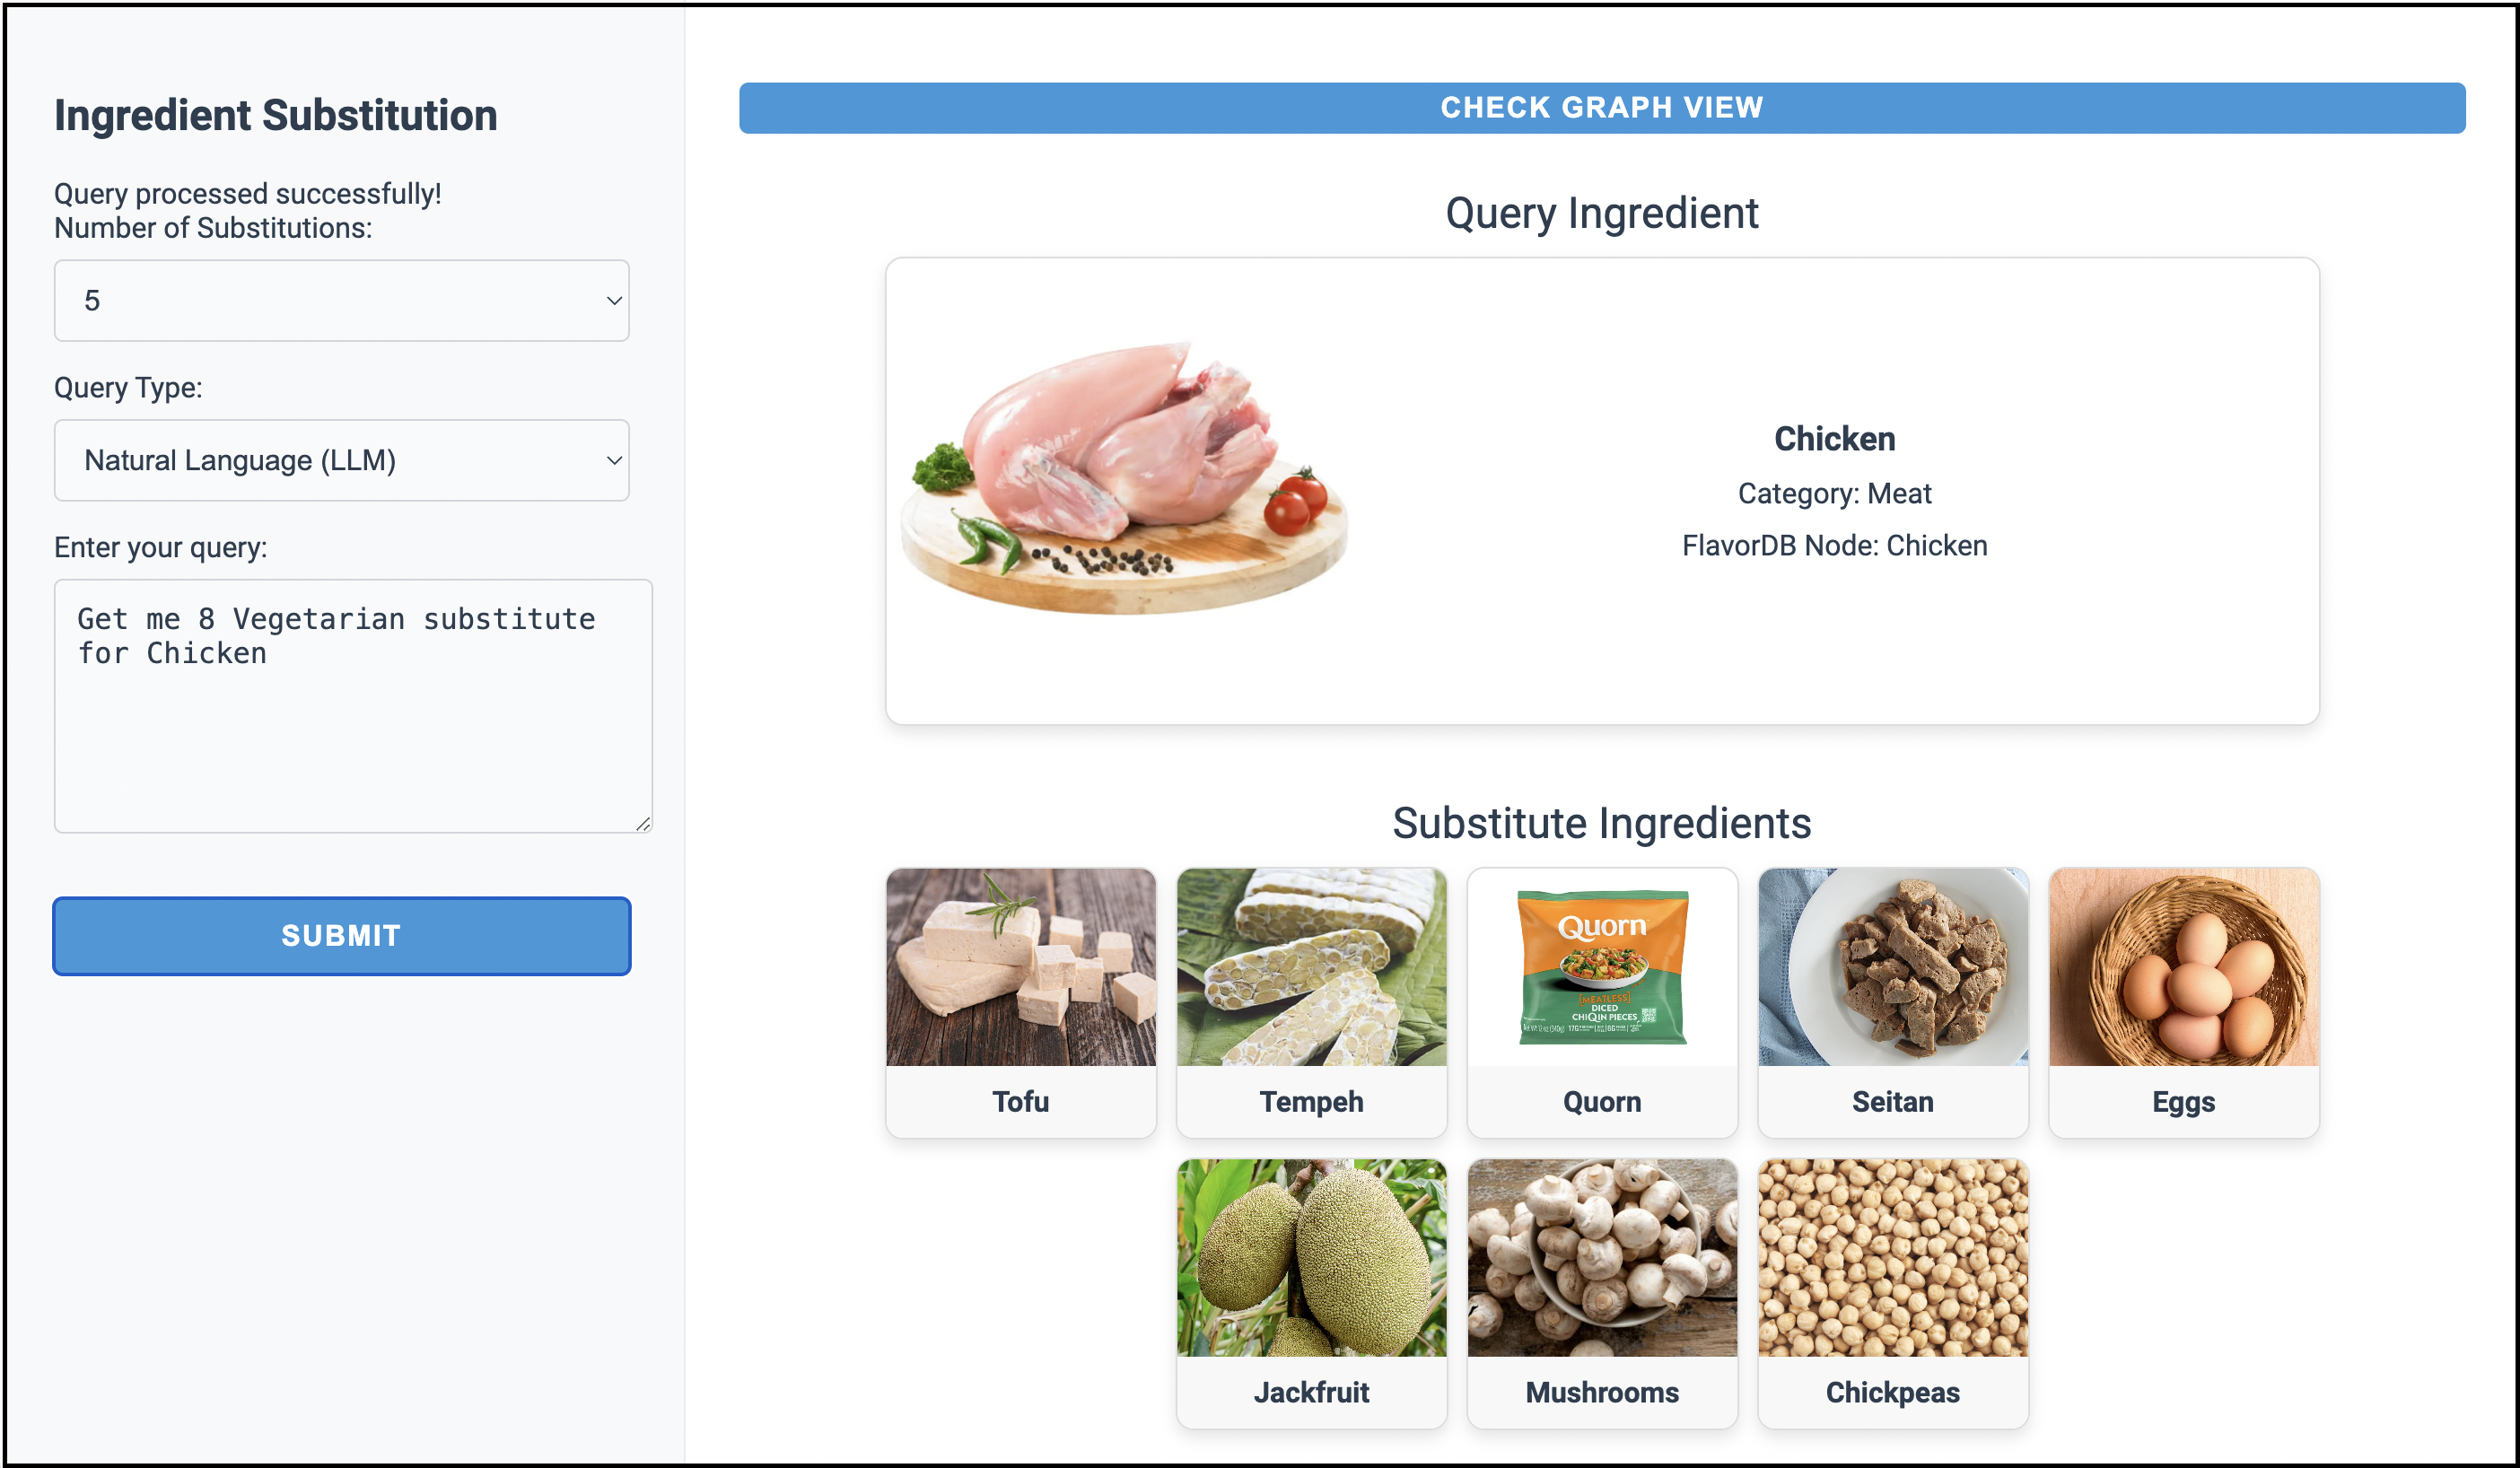 Ingredient Substitution
Query processed successfully!
Number of Substitutions:
5
Query Type:
Natural Language (LLM)
Enter your query:
Get me 8 Vegetarian substitute
for Chicken
SUBMIT
CHECK GRAPH VIEW
Query Ingredient
Chicken
Category: Meat
FlavorDB Node: Chicken
Substitute Ingredients
Quorn
[MEATLESS]
DICED
CHIQIN PIECES
Tofu
Tempeh
Quorn
Seitan
Eggs
Jackfruit
Mushrooms
Chickpeas